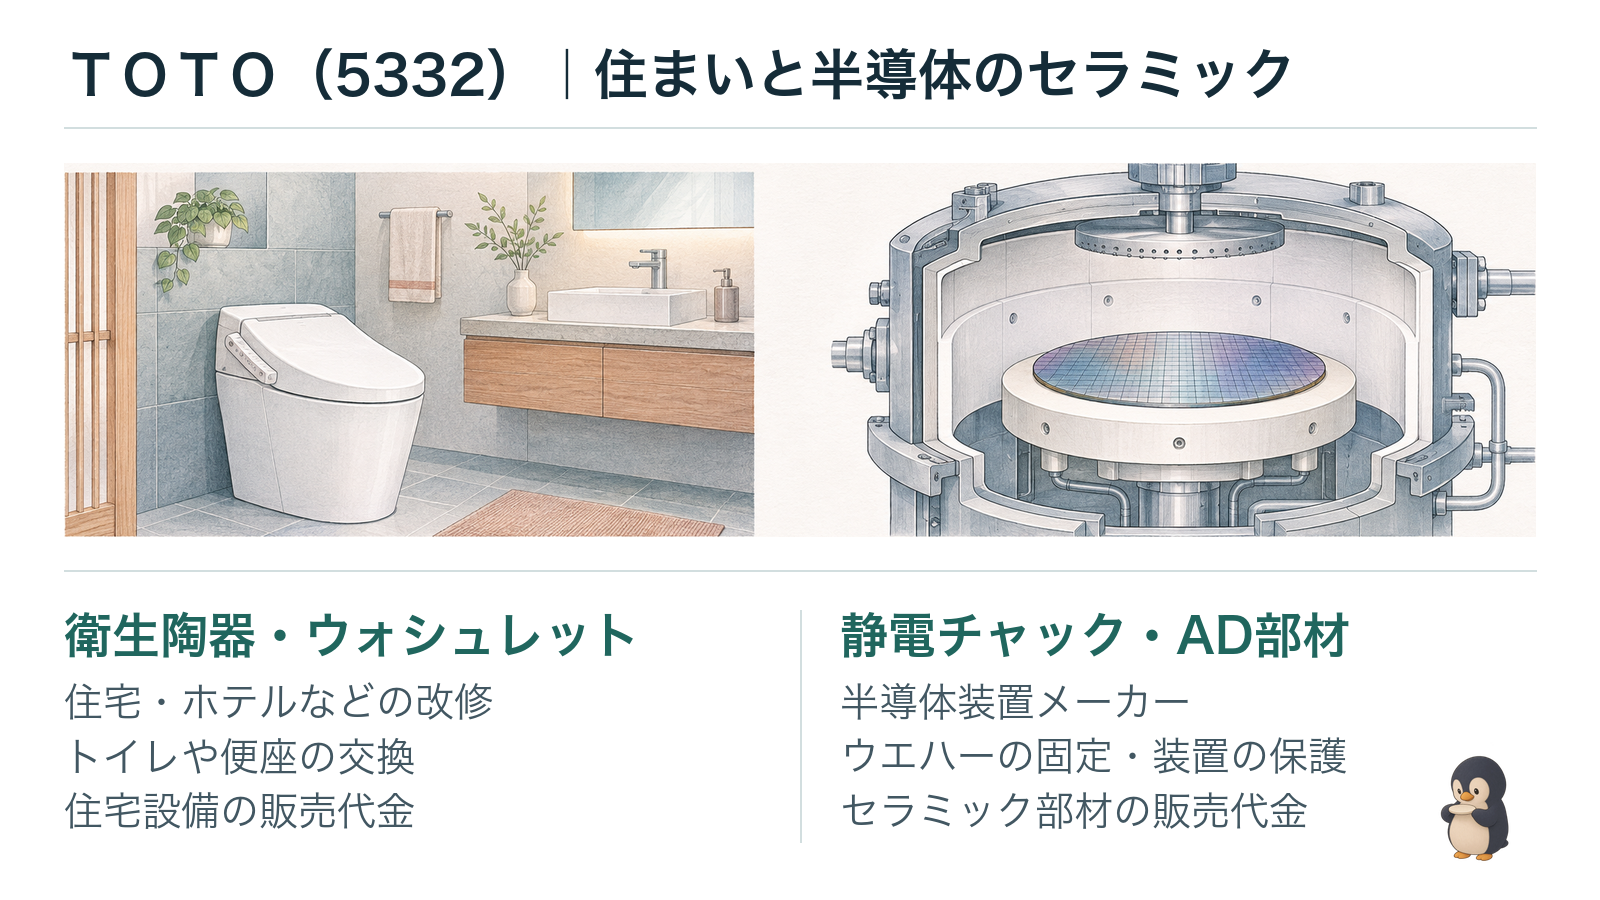 ＴＯＴＯ（5332）｜住まいと半導体のセラミック
衛生陶器・ウォシュレット
住宅・ホテルなどの改修
トイレや便座の交換
住宅設備の販売代金
静電チャック・AD部材
半導体装置メーカー
ウエハーの固定・装置の保護
セラミック部材の販売代金